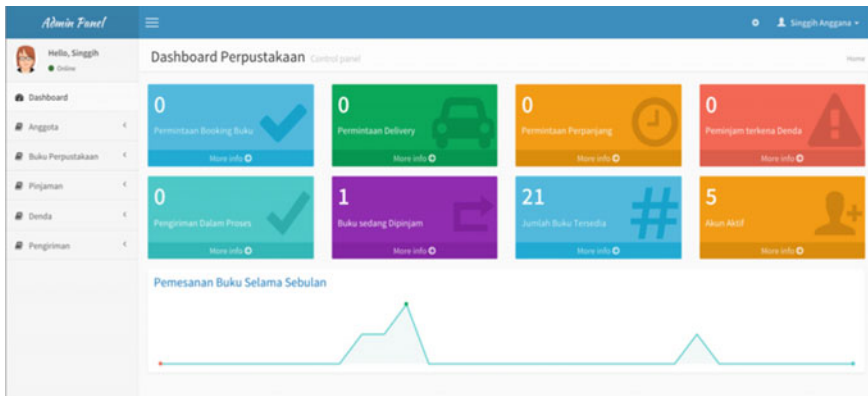 Admin Panel
Singgih Anggana
Hello, Singgih
Online
Dashboard Perpustakaan Control panel
Home
Dashboard
Anggota
Buku Perpustakaan
Pinjaman
Denda
Pengiriman
0
Permintaan Booking Buku
More info
0
Permintaan Delivery
More info
0
Permintaan Perpanjang
More info
0
Peminjam terkena Denda
More info
0
Pengiriman Dalam Proses
More info
1
Buku sedang Dipinjam
More info
21
Jumlah Buku Tersedia
More info
5
Akun Aktif
More info
Pemesanan Buku Selama Sebulan